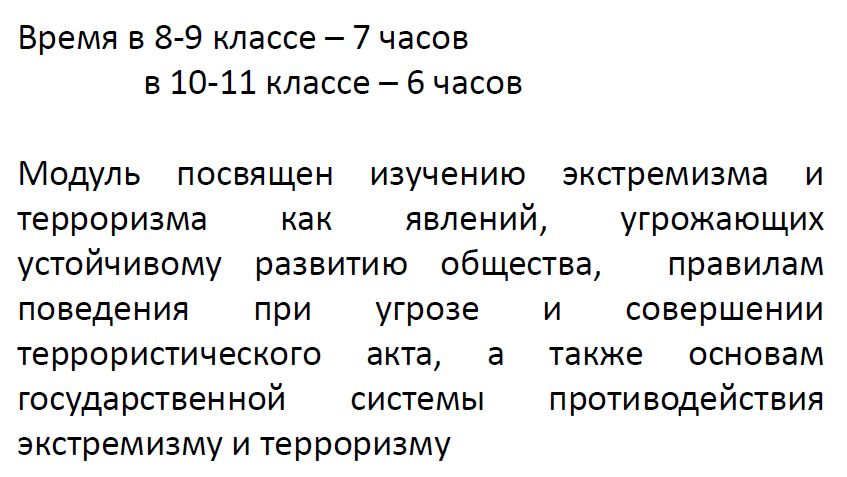 Время в 8-9 классе – 7 часов
в 10-11 классе – 6 часов
Модуль посвящен изучению экстремизма и
терроризма как явлений, угрожающих
устойчивому развитию общества, правилам
поведения при угрозе и совершении
террористического акта, а также основам
государственной системы противодействия
экстремизму и терроризму